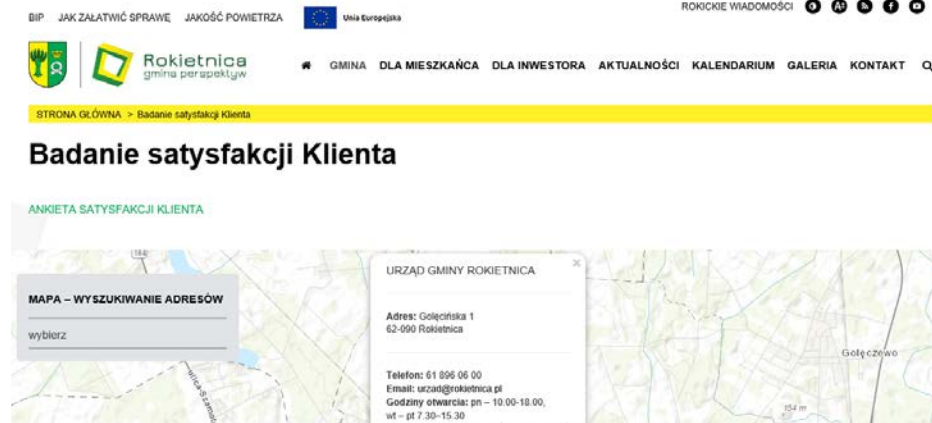 BIP JAK ZAŁATWIĆ SPRAWĘ JAKOŚĆ POWIETRZA Unia Europejska ROKICKIE WIADOMOŚCI A+
Rokietnica
gmina perspektyw
GMINA DLA MIESZKAŃCA DLA INWESTORA AKTUALNOŚCI KALENDARIUM GALERIA KONTAKT
STRONA GŁÓWNA > Badanie satysfakcji Klienta
Badanie satysfakcji Klienta
ANKIETA SATYSFAKCJI KLIENTA
184
MAPA – WYSZUKIWANIE ADRESÓW
wybierz
URZĄD GMINY ROKIETNICA ×
Adres: Golęcińska 1
62-090 Rokietnica
Telefon: 61 896 06 00
Email: urzad@rokietnica.pl
Godziny otwarcia: pn – 10.00-18.00,
wt – pt 7.30–15.30
Golęczewo
154 m